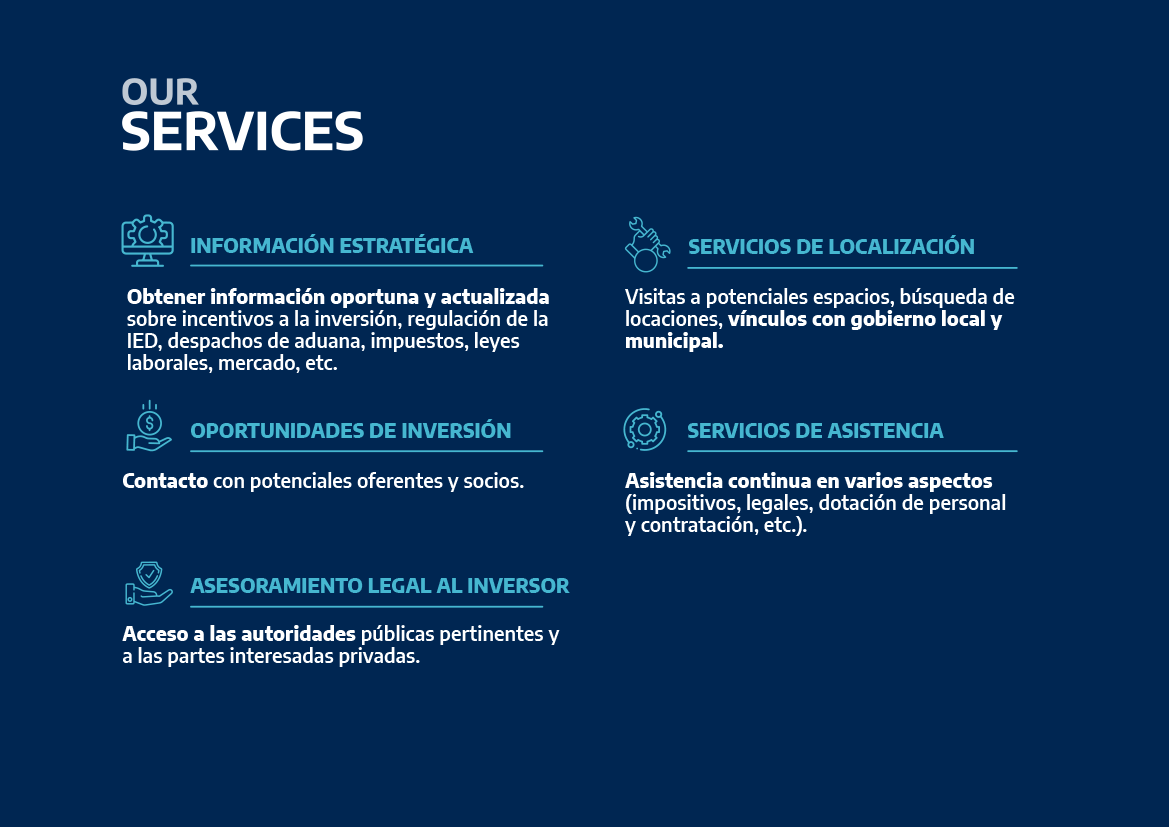 OUR
SERVICES
INFORMACIÓN ESTRATÉGICA
Obtener información oportuna y actualizada
sobre incentivos a la inversión, regulación de la
IED, despachos de aduana, impuestos, leyes
laborales, mercado, etc.
OPORTUNIDADES DE INVERSIÓN
$
Contacto con potenciales oferentes y socios.
ASESORAMIENTO LEGAL AL INVERSOR
Acceso a las autoridades públicas pertinentes y
a las partes interesadas privadas.
SERVICIOS DE LOCALIZACIÓN
Visitas a potenciales espacios, búsqueda de
locaciones, vínculos con gobierno local y
municipal.
SERVICIOS DE ASISTENCIA
Asistencia continua en varios aspectos
(impositivos, legales, dotación de personal
y contratación, etc.).